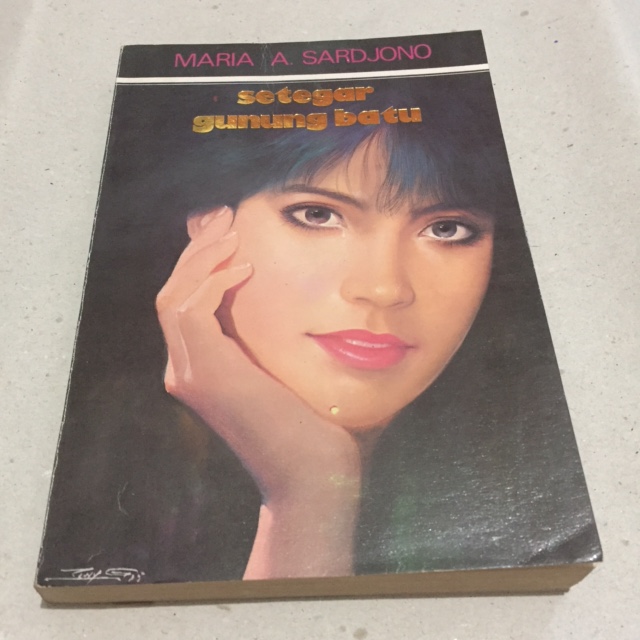 MARIA A. SARDJONO
setegar
gunung batu